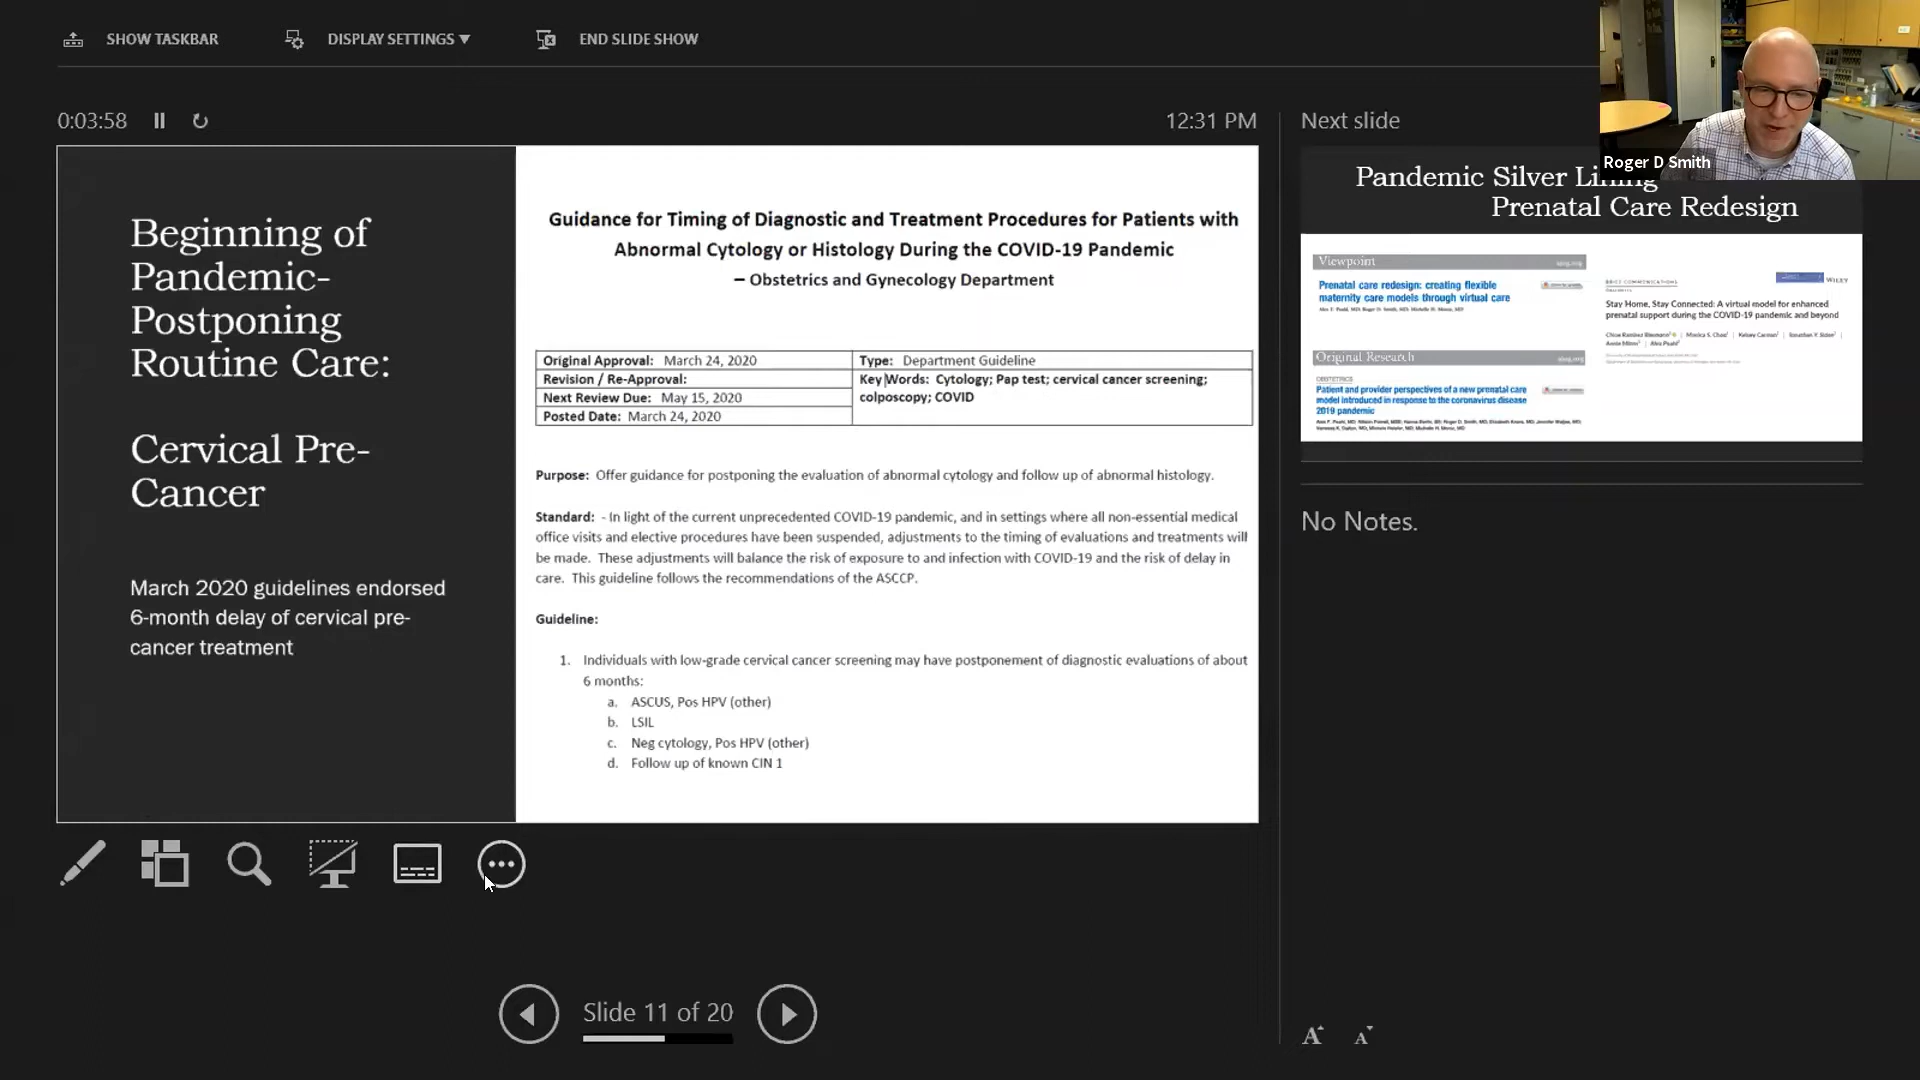 SHOW TASKBAR
DISPLAY SETTINGS ▼
END SLIDE SHOW
0:03:58
12:31 PM
Next slide
Roger D Smith
Beginning of
Pandemic-
Postponing
Routine Care:
Cervical Pre-
Cancer
March 2020 guidelines endorsed
6-month delay of cervical pre-
cancer treatment
Guidance for Timing of Diagnostic and Treatment Procedures for Patients with
Abnormal Cytology or Histology During the COVID-19 Pandemic
– Obstetrics and Gynecology Department
Original Approval: March 24, 2020
Type: Department Guideline
Revision / Re-Approval:
Key Words: Cytology; Pap test; cervical cancer screening;
colposcopy; COVID
Next Review Due: May 15, 2020
Posted Date: March 24, 2020
Purpose: Offer guidance for postponing the evaluation of abnormal cytology and follow up of abnormal histology.
Standard: - In light of the current unprecedented COVID-19 pandemic, and in settings where all non-essential medical
office visits and elective procedures have been suspended, adjustments to the timing of evaluations and treatments will
be made. These adjustments will balance the risk of exposure to and infection with COVID-19 and the risk of delay in
care. This guideline follows the recommendations of the ASCCP.
Guideline:
1. Individuals with low-grade cervical cancer screening may have postponement of diagnostic evaluations of about
6 months:
a. ASCUS, Pos HPV (other)
b. LSIL
c. Neg cytology, Pos HPV (other)
d. Follow up of known CIN 1
Pandemic Silver Lining
Prenatal Care Redesign
Viewpoint
Prenatal care redesign: creating flexible
maternity care models through virtual care
Original Research
OBSTETRICS
Patient and provider perspectives of a new prenatal care
model introduced in response to the coronavirus disease
2019 pandemic
WILEY
BRIEF COMMUNICATIONS
Stay Home, Stay Connected: A virtual model for enhanced
prenatal support during the COVID-19 pandemic and beyond
No Notes.
Slide 11 of 20
A A